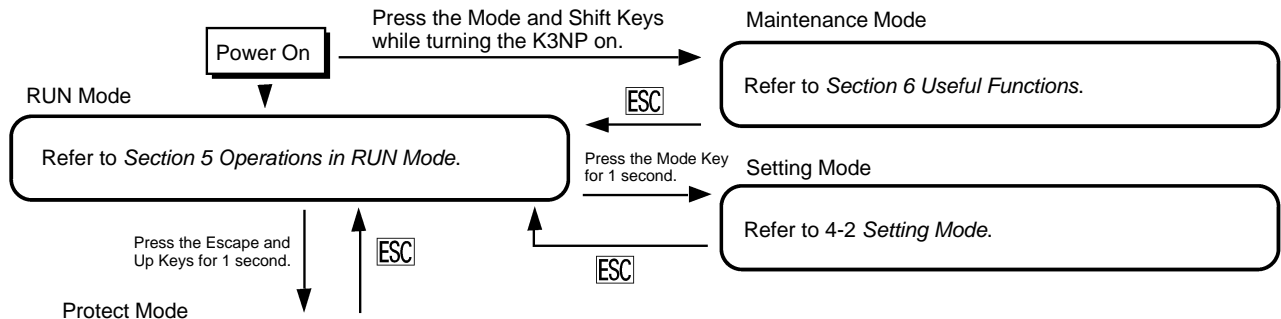 Press the Mode and Shift Keys
while turning the K3NP on.
Maintenance Mode
Power On
Refer to Section 6 Useful Functions.
RUN Mode
ESC
Refer to Section 5 Operations in RUN Mode.
Press the Mode Key
for 1 second.
Setting Mode
Refer to 4-2 Setting Mode.
Press the Escape and
Up Keys for 1 second.
ESC
ESC
Protect Mode